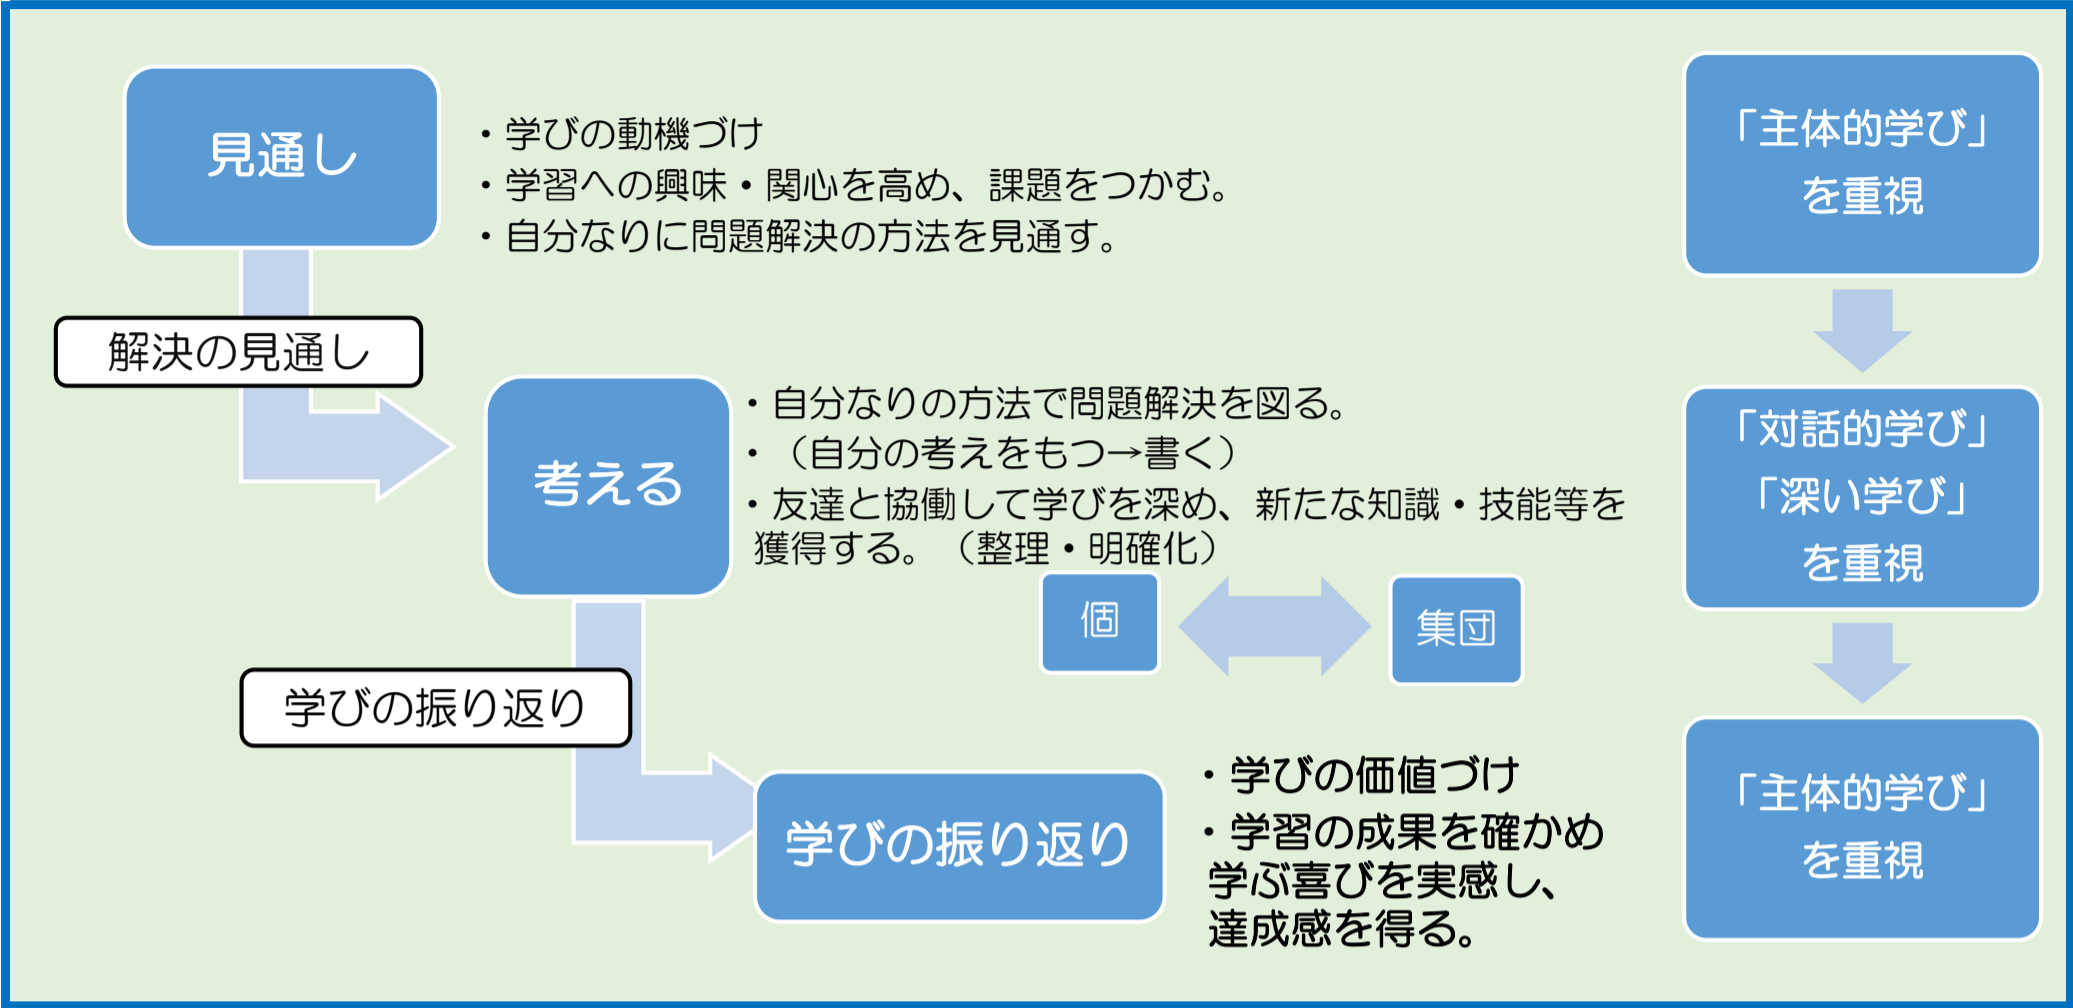 見通し
・学びの動機づけ
・学習への興味・関心を高め、課題をつかむ。
・自分なりに問題解決の方法を見通す。
「主体的学び」
を重視
解決の見通し
考える
・自分なりの方法で問題解決を図る。
・（自分の考えをもつ→書く）
・友達と協働して学びを深め、新たな知識・技能等を
獲得する。（整理・明確化）
個
集団
「対話的学び」
「深い学び」
を重視
学びの振り返り
学びの振り返り
・学びの価値づけ
・学習の成果を確かめ
学ぶ喜びを実感し、
達成感を得る。
「主体的学び」
を重視